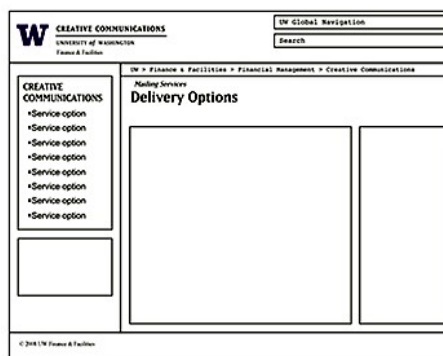 W
CREATIVE COMMUNICATIONS
UNIVERSITY of WASHINGTON
Finance & Facilities
UW Global Navigation
Search
UW > Finance & Facilities > Financial Management > Creative Communications
Mailing Services
Delivery Options
CREATIVE
COMMUNICATIONS
•Service option
•Service option
•Service option
•Service option
•Service option
•Service option
•Service option
•Service option
© 2008 UW Finance & Facilities